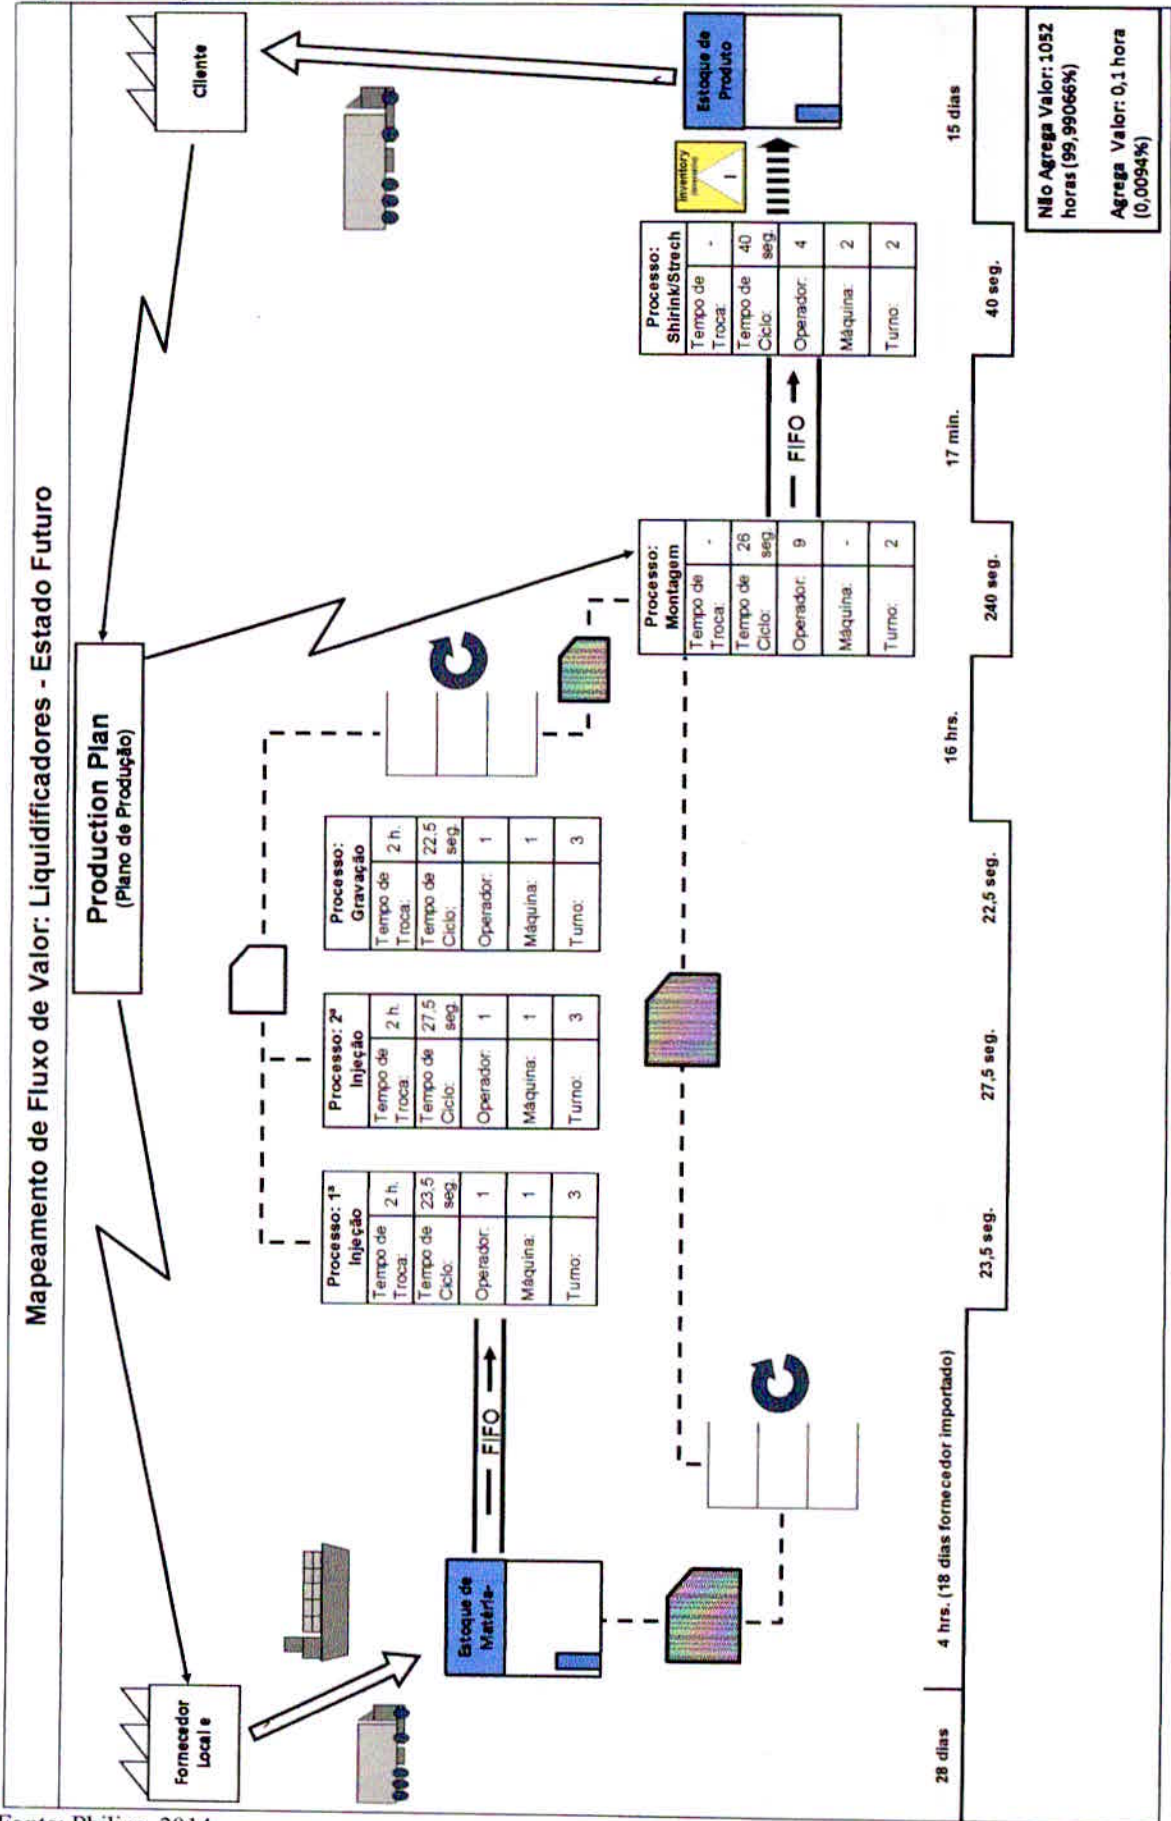 Mapeamento de Fluxo de Valor: Liquidificadores - Estado Futuro
Production Plan
(Plano de Produção)
Fornecedor
Local e
Cliente
Estoque de
Matéria-
FIFO
Processo: 1ª
Injeção
Tempo de
Troca:
2 h.
Tempo de
Ciclo:
23,5
seg.
Operador:
1
Máquina:
1
Turno:
3
Processo: 2ª
Injeção
Tempo de
Troca:
2 h.
Tempo de
Ciclo:
27,5
seg.
Operador:
1
Máquina:
1
Turno:
3
Processo:
Gravação
Tempo de
Troca:
2 h.
Tempo de
Ciclo:
22,5
seg.
Operador:
1
Máquina:
1
Turno:
3
Processo:
Montagem
Tempo de
Troca:
-
Tempo de
Ciclo:
26
seg.
Operador:
9
Máquina:
-
Turno:
2
FIFO
Processo:
Shirink/Strech
Tempo de
Troca:
-
Tempo de
Ciclo:
40
seg.
Operador:
4
Máquina:
2
Turno:
2
Inventory
I
Estoque de
Produto
28 dias
4 hrs. (18 dias fornecedor importado)
23,5 seg.
27,5 seg.
22,5 seg.
16 hrs.
240 seg.
17 min.
40 seg.
15 dias
Não Agrega Valor: 1052
horas (99,99066%)
Agrega Valor: 0,1 hora
(0,0094%)